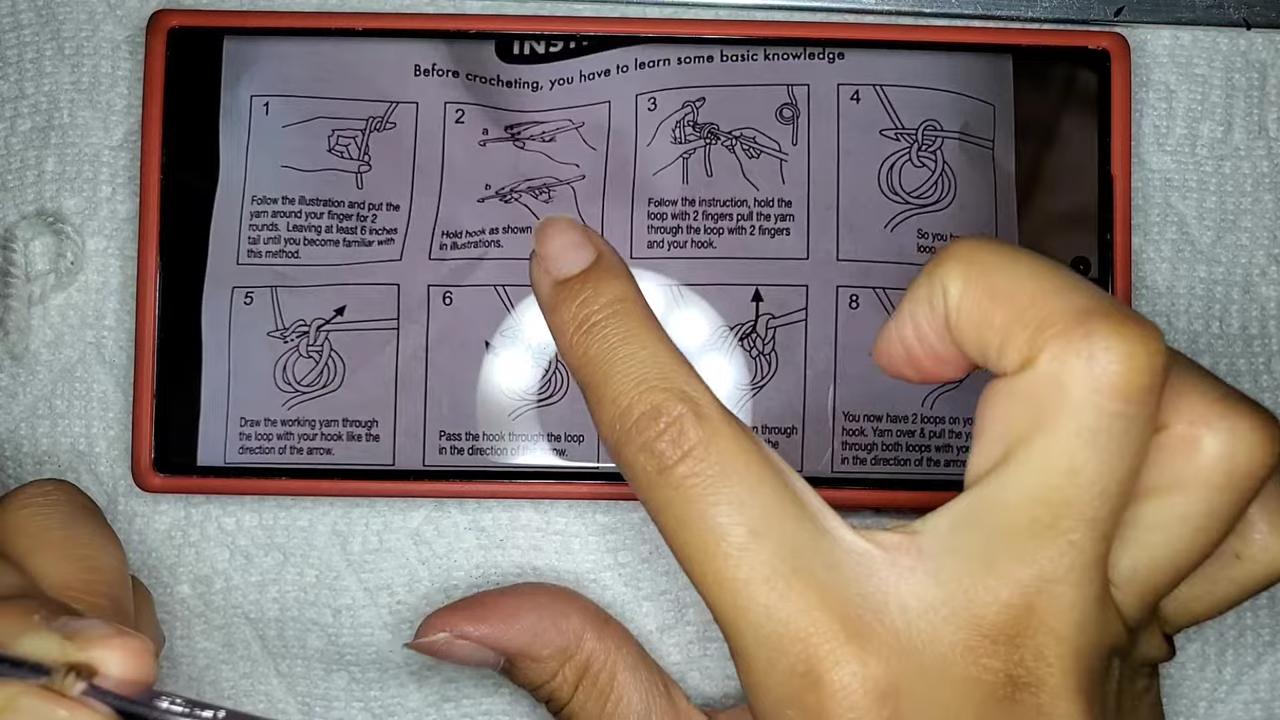 Before crocheting, you have to learn some basic knowledge
1
Follow the illustration and put the
yarn around your finger for 2
rounds. Leaving at least 6 inches
tail until you become familiar with
this method.
2
a
b
Hold hook as shown
in illustrations.
3
Follow the instruction, hold the
loop with 2 fingers pull the yarn
through the loop with 2 fingers
and your hook.
4
So you
loop
5
Draw the working yarn through
the loop with your hook like the
direction of the arrow.
6
Pass the hook through the loop
in the direction of the arrow.
through
the
8
You now have 2 loops on
hook. Yarn over & pull the
through both loops with
in the direction of the arrow